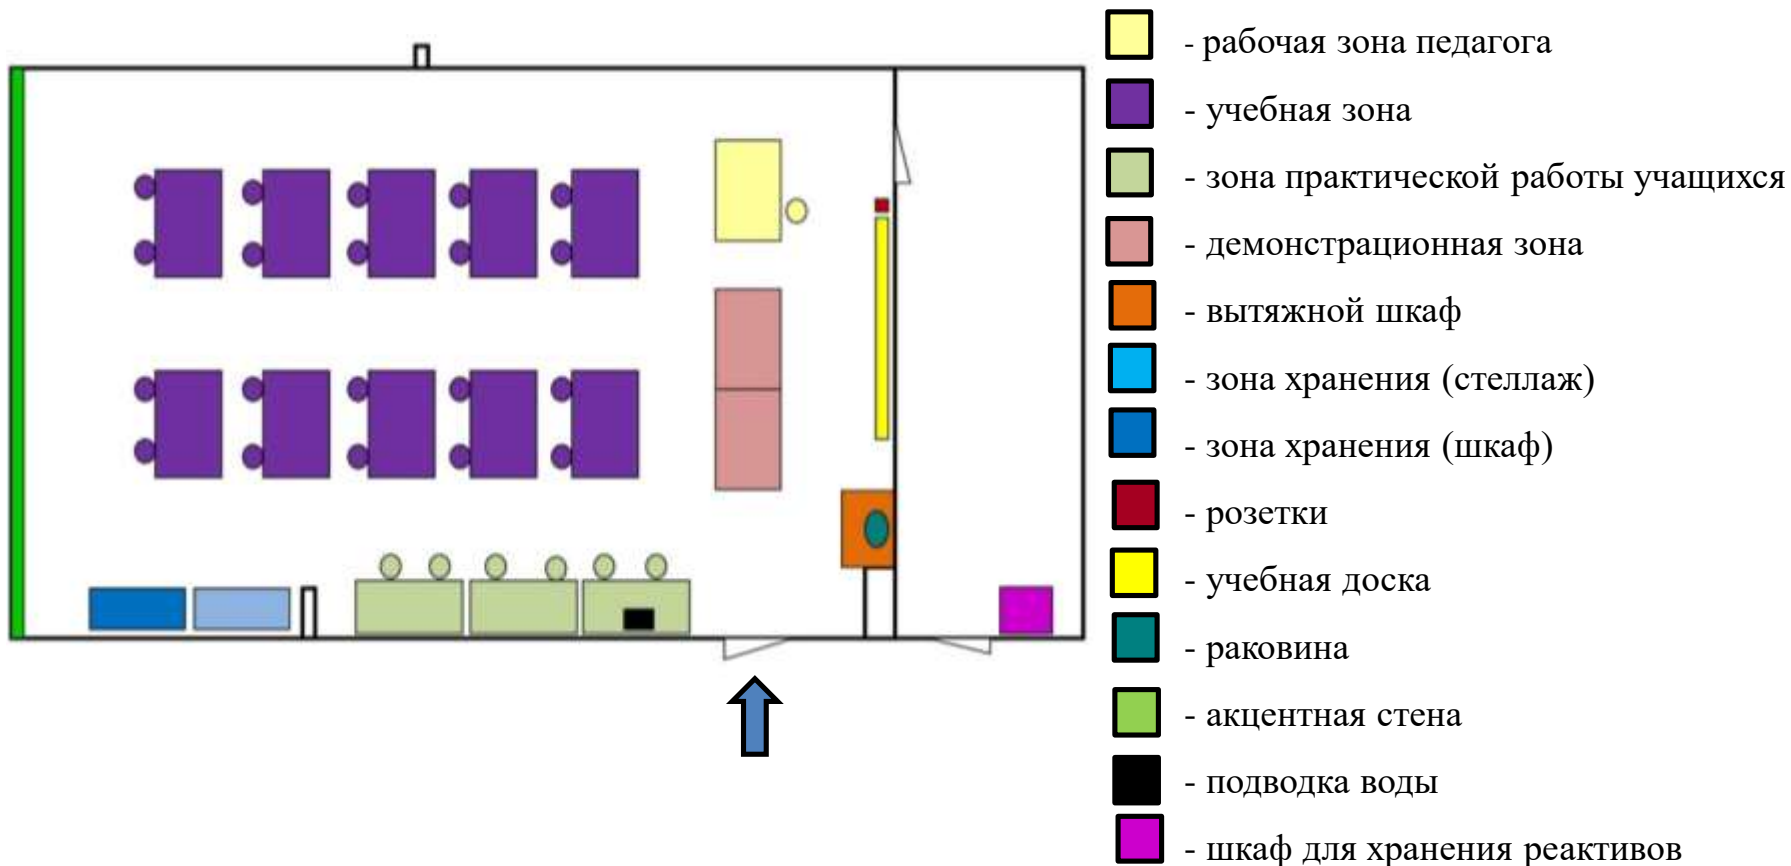 - рабочая зона педагога
- учебная зона
- зона практической работы учащихся
- демонстрационная зона
- вытяжной шкаф
- зона хранения (стеллаж)
- зона хранения (шкаф)
- розетки
- учебная доска
- раковина
- акцентная стена
- подводка воды
- шкаф для хранения реактивов